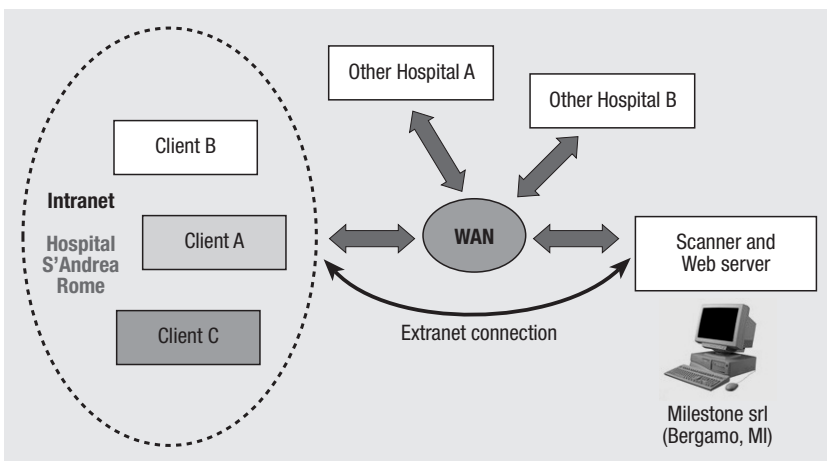 Other Hospital A
Other Hospital B
Client B
Intranet
Client A
Hospital
S'Andrea
Rome
WAN
Scanner and
Web server
Client C
Extranet connection
Milestone srl
(Bergamo, MI)